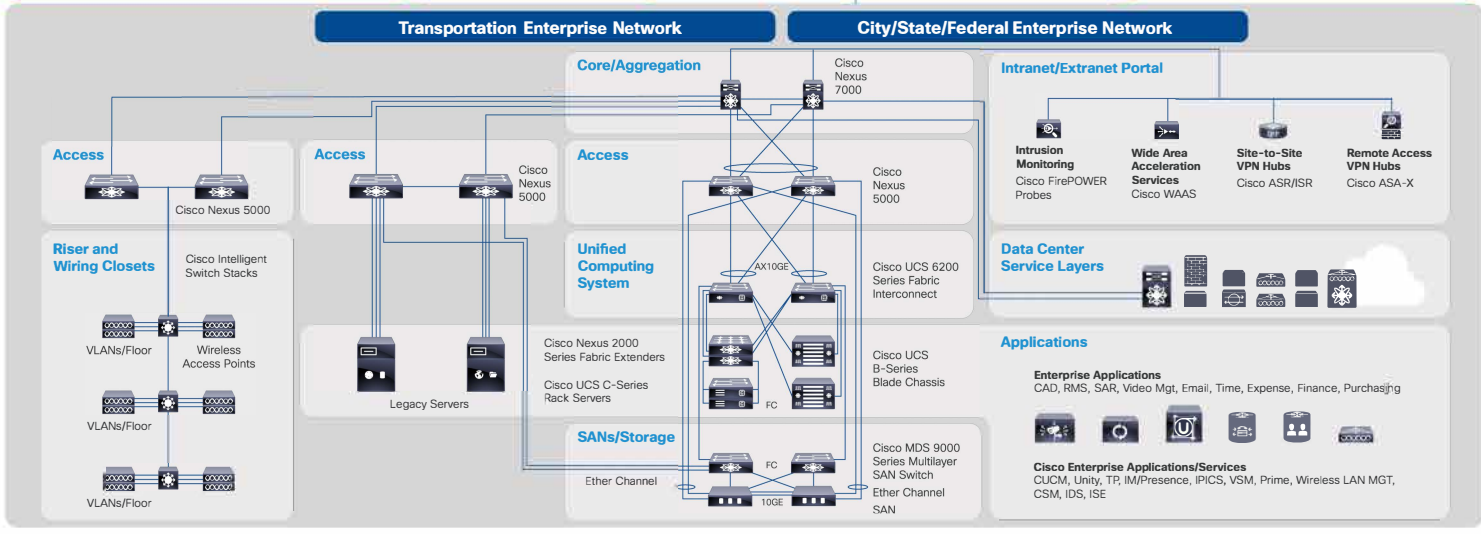 Transportation Enterprise Network
City/State/Federal Enterprise Network
Core/Aggregation
Cisco
Nexus
7000
Intranet/Extranet Portal
Intrusion
Monitoring
Cisco FirePOWER
Probes
Wide Area
Acceleration
Services
Cisco WAAS
Site-to-Site
VPN Hubs
Cisco ASR/ISR
Remote Access
VPN Hubs
Cisco ASA-X
Access
Cisco Nexus 5000
Access
Cisco
Nexus
5000
Access
Cisco
Nexus
5000
Riser and
Wiring Closets
Cisco Intelligent
Switch Stacks
VLANs/Floor
Wireless
Access Points
VLANs/Floor
VLANs/Floor
Unified
Computing
System
AX10GE
Cisco UCS 6200
Series Fabric
Interconnect
Data Center
Service Layers
Legacy Servers
Cisco Nexus 2000
Series Fabric Extenders
Cisco UCS C-Series
Rack Servers
Cisco UCS
B-Series
Blade Chassis
FC
SANs/Storage
Ether Channel
FC
10GE
Cisco MDS 9000
Series Multilayer
SAN Switch
Ether Channel
SAN
Applications
Enterprise Applications
CAD, RMS, SAR, Video Mgt, Email, Time, Expense, Finance, Purchasing
U
Cisco Enterprise Applications/Services
CUCM, Unity, TP, IM/Presence, IPICS, VSM, Prime, Wireless LAN MGT,
CSM, IDS, ISE